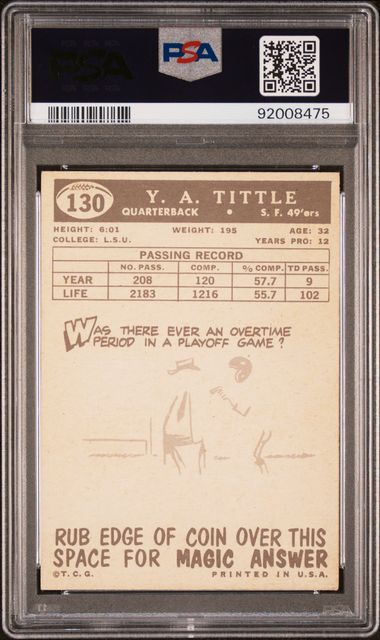 PSA
PSA
92008475
130
Y. A. TITTLE
QUARTERBACK • S. F. 49'ers
HEIGHT: 6:01 WEIGHT: 195 AGE: 32
COLLEGE: L.S.U. YEARS PRO: 12
PASSING RECORD
NO. PASS. COMP. % COMP. TD PASS.
YEAR 208 120 57.7 9
LIFE 2183 1216 55.7 102
WAS THERE EVER AN OVERTIME
PERIOD IN A PLAYOFF GAME?
RUB EDGE OF COIN OVER THIS
SPACE FOR MAGIC ANSWER
©T.C.G. PRINTED IN U.S.A.
PSA